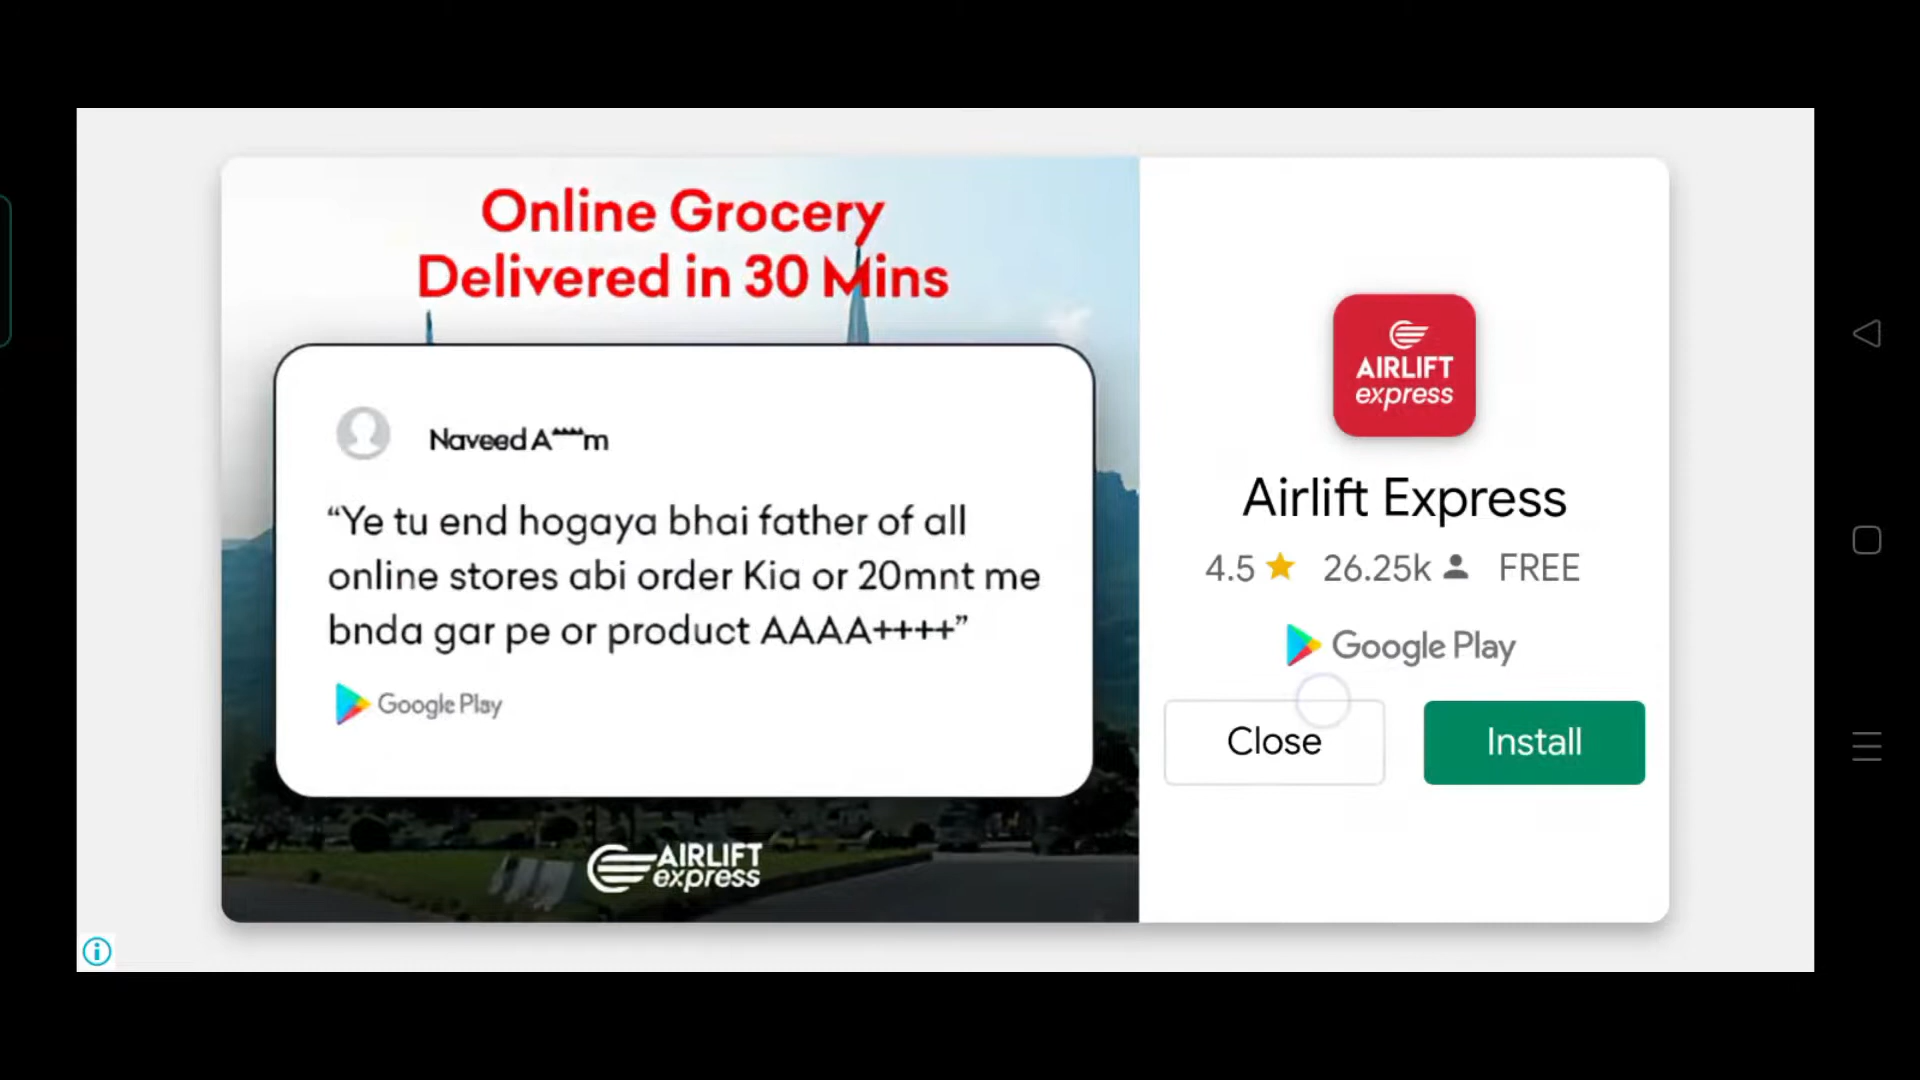 Online Grocery
Delivered in 30 Mins
Naveed A****m
“Ye tu end hogaya bhai father of all
online stores abi order Kia or 20mnt me
bnda gar pe or product AAAA++++”
Google Play
AIRLIFT
express
AIRLIFT
express
Airlift Express
4.5 26.25k FREE
Google Play
Close Install